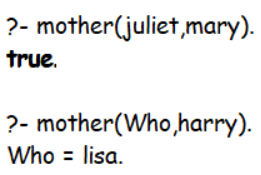 ?- mother(juliet,mary).
true.
?- mother(Who,harry).
Who = lisa.